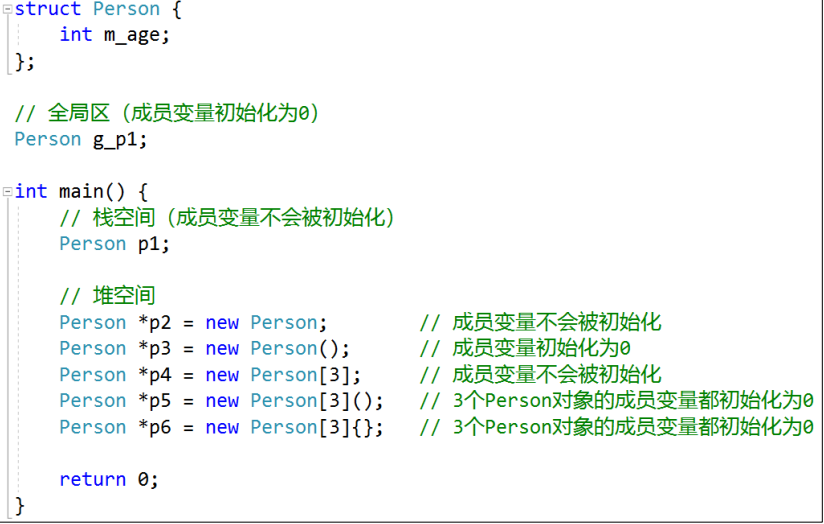 struct Person {
    int m_age;
};
// 全局区（成员变量初始化为0）
Person g_p1;
int main() {
    // 栈空间（成员变量不会被初始化）
    Person p1;
    // 堆空间
    Person *p2 = new Person;        // 成员变量不会被初始化
    Person *p3 = new Person();      // 成员变量初始化为0
    Person *p4 = new Person[3];     // 成员变量不会被初始化
    Person *p5 = new Person[3]();   // 3个Person对象的成员变量都初始化为0
    Person *p6 = new Person[3]{};   // 3个Person对象的成员变量都初始化为0
    return 0;
}